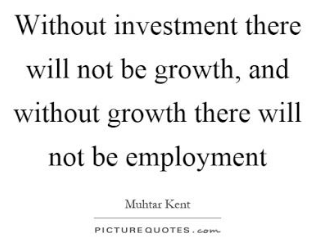 Without investment there
will not be growth, and
without growth there will
not be employment
Muhtar Kent
PICTUREQUOTES.com